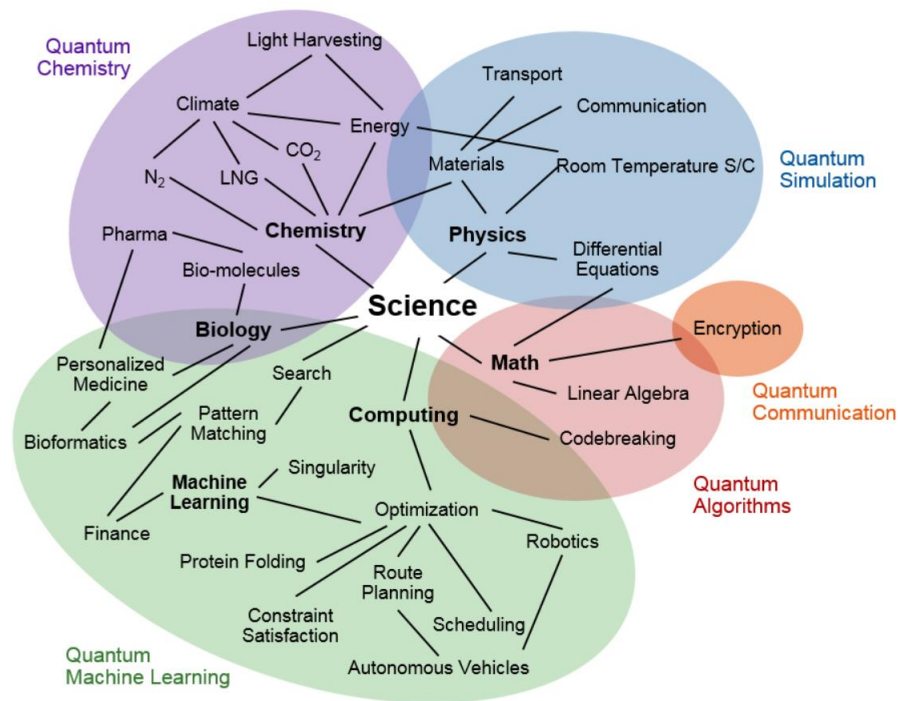 Quantum
Chemistry
Light Harvesting
Climate
Energy
CO₂
N₂
LNG
Chemistry
Pharma
Bio-molecules
Biology
Transport
Communication
Materials
Room Temperature S/C
Physics
Differential
Equations
Quantum
Simulation
Science
Math
Encryption
Linear Algebra
Codebreaking
Quantum
Communication
Quantum
Algorithms
Personalized
Medicine
Search
Computing
Pattern
Matching
Bioformatics
Singularity
Machine
Learning
Optimization
Finance
Robotics
Protein Folding
Route
Planning
Constraint
Satisfaction
Scheduling
Autonomous Vehicles
Quantum
Machine Learning